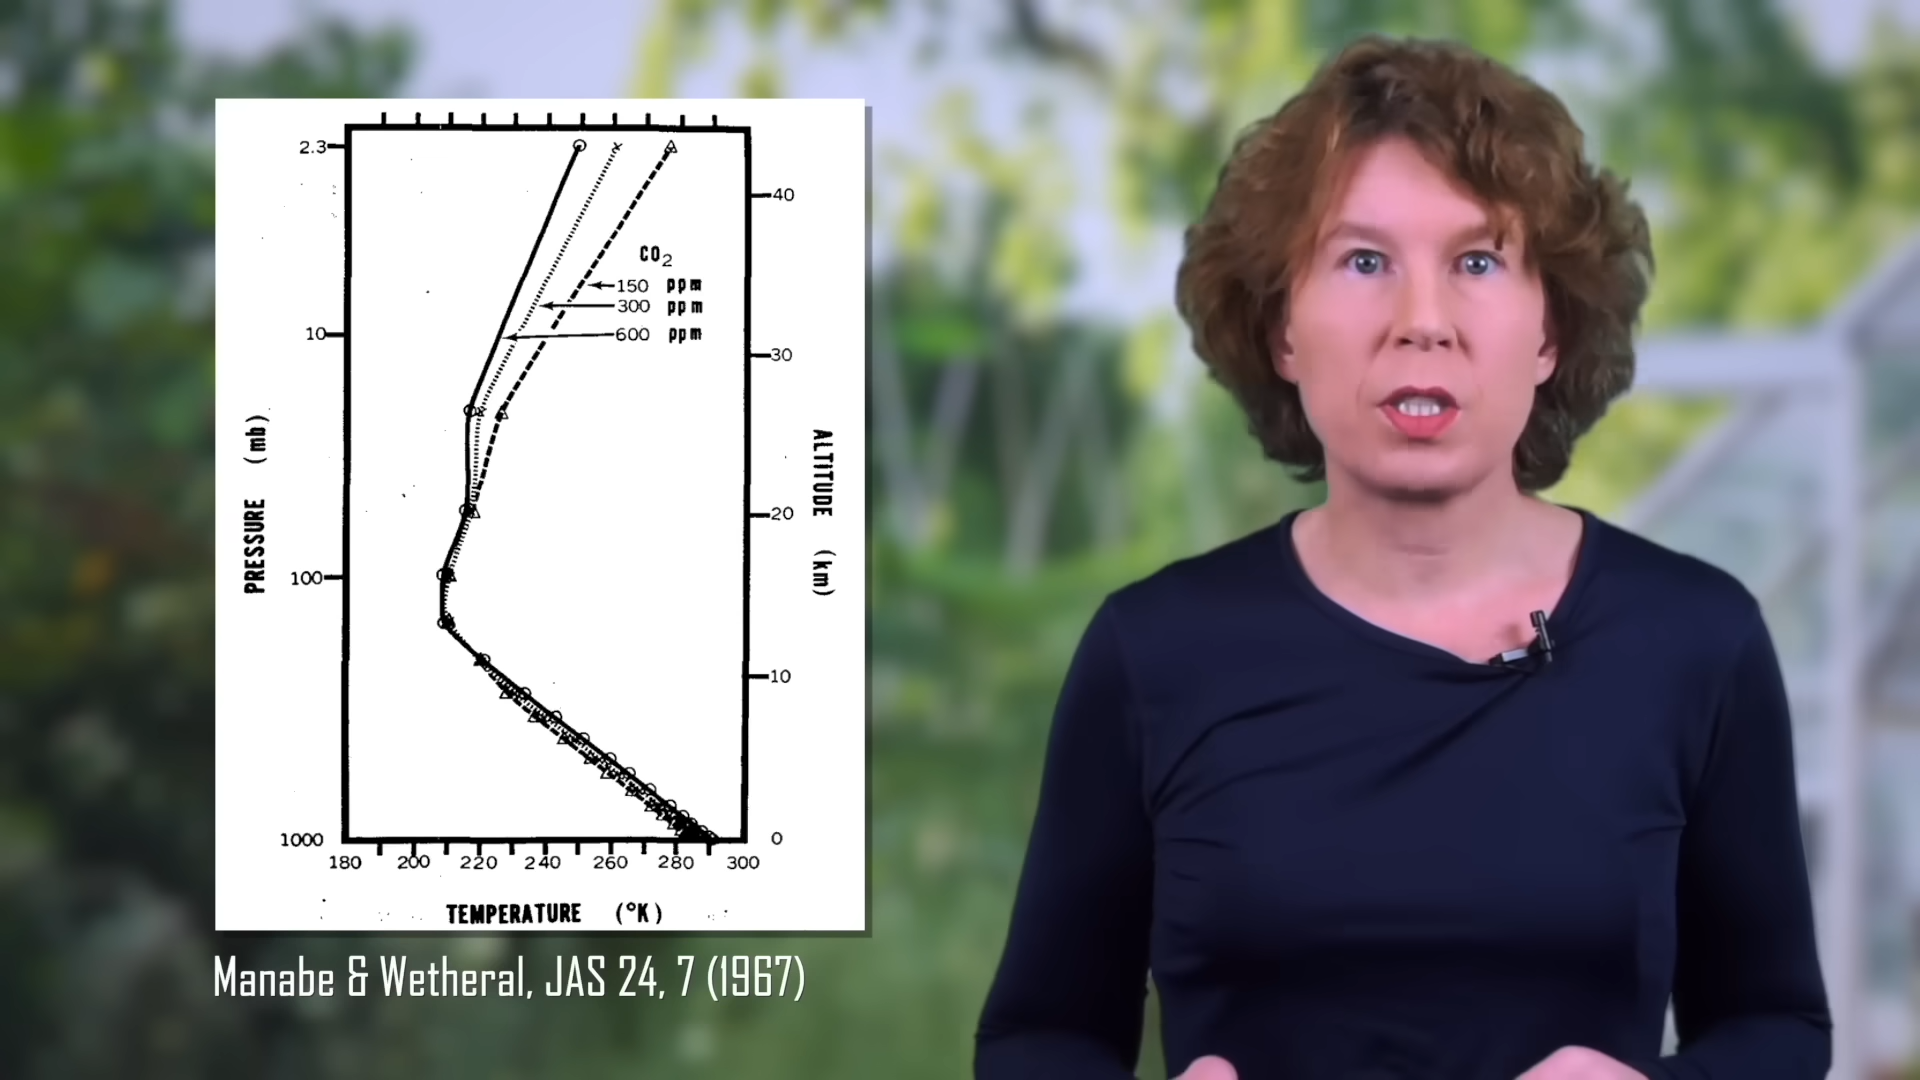 2.3
10
100
1000
PRESSURE (mb)
CO2
150 ppm
300 ppm
600 ppm
40
30
20
10
0
ALTITUDE (km)
180 200 220 240 260 280 300
TEMPERATURE (°K)
Manabe & Wetheral, JAS 24, 7 (1967)